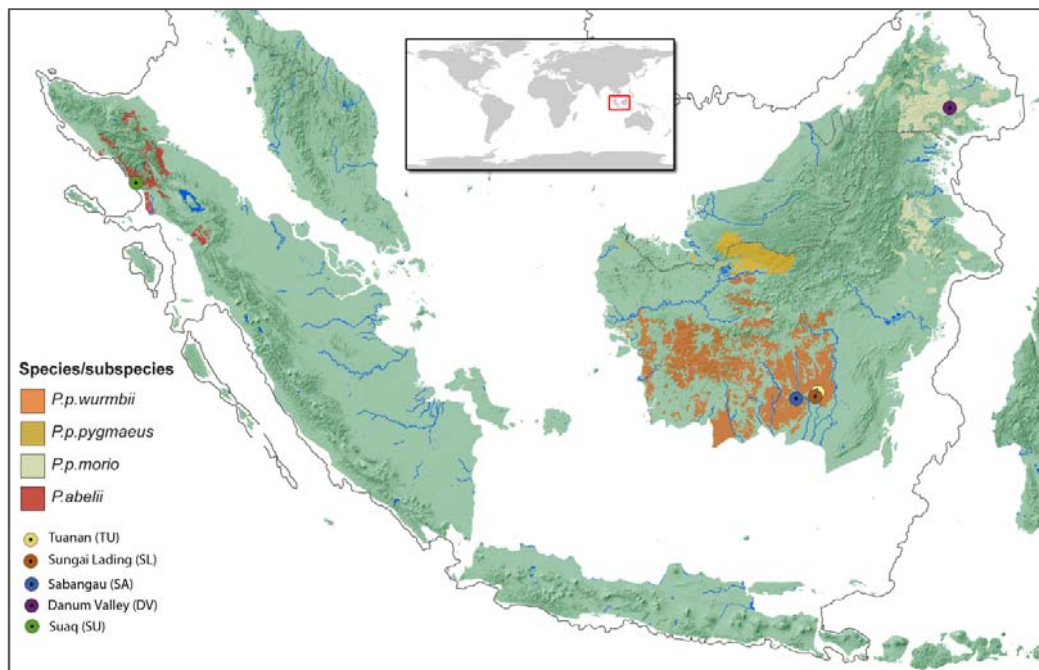 Species/subspecies
P.p.wurmbii
P.p.pygmaeus
P.p.morio
P.abelii
Tuanan (TU)
Sungai Lading (SL)
Sabangau (SA)
Danum Valley (DV)
Suaq (SU)